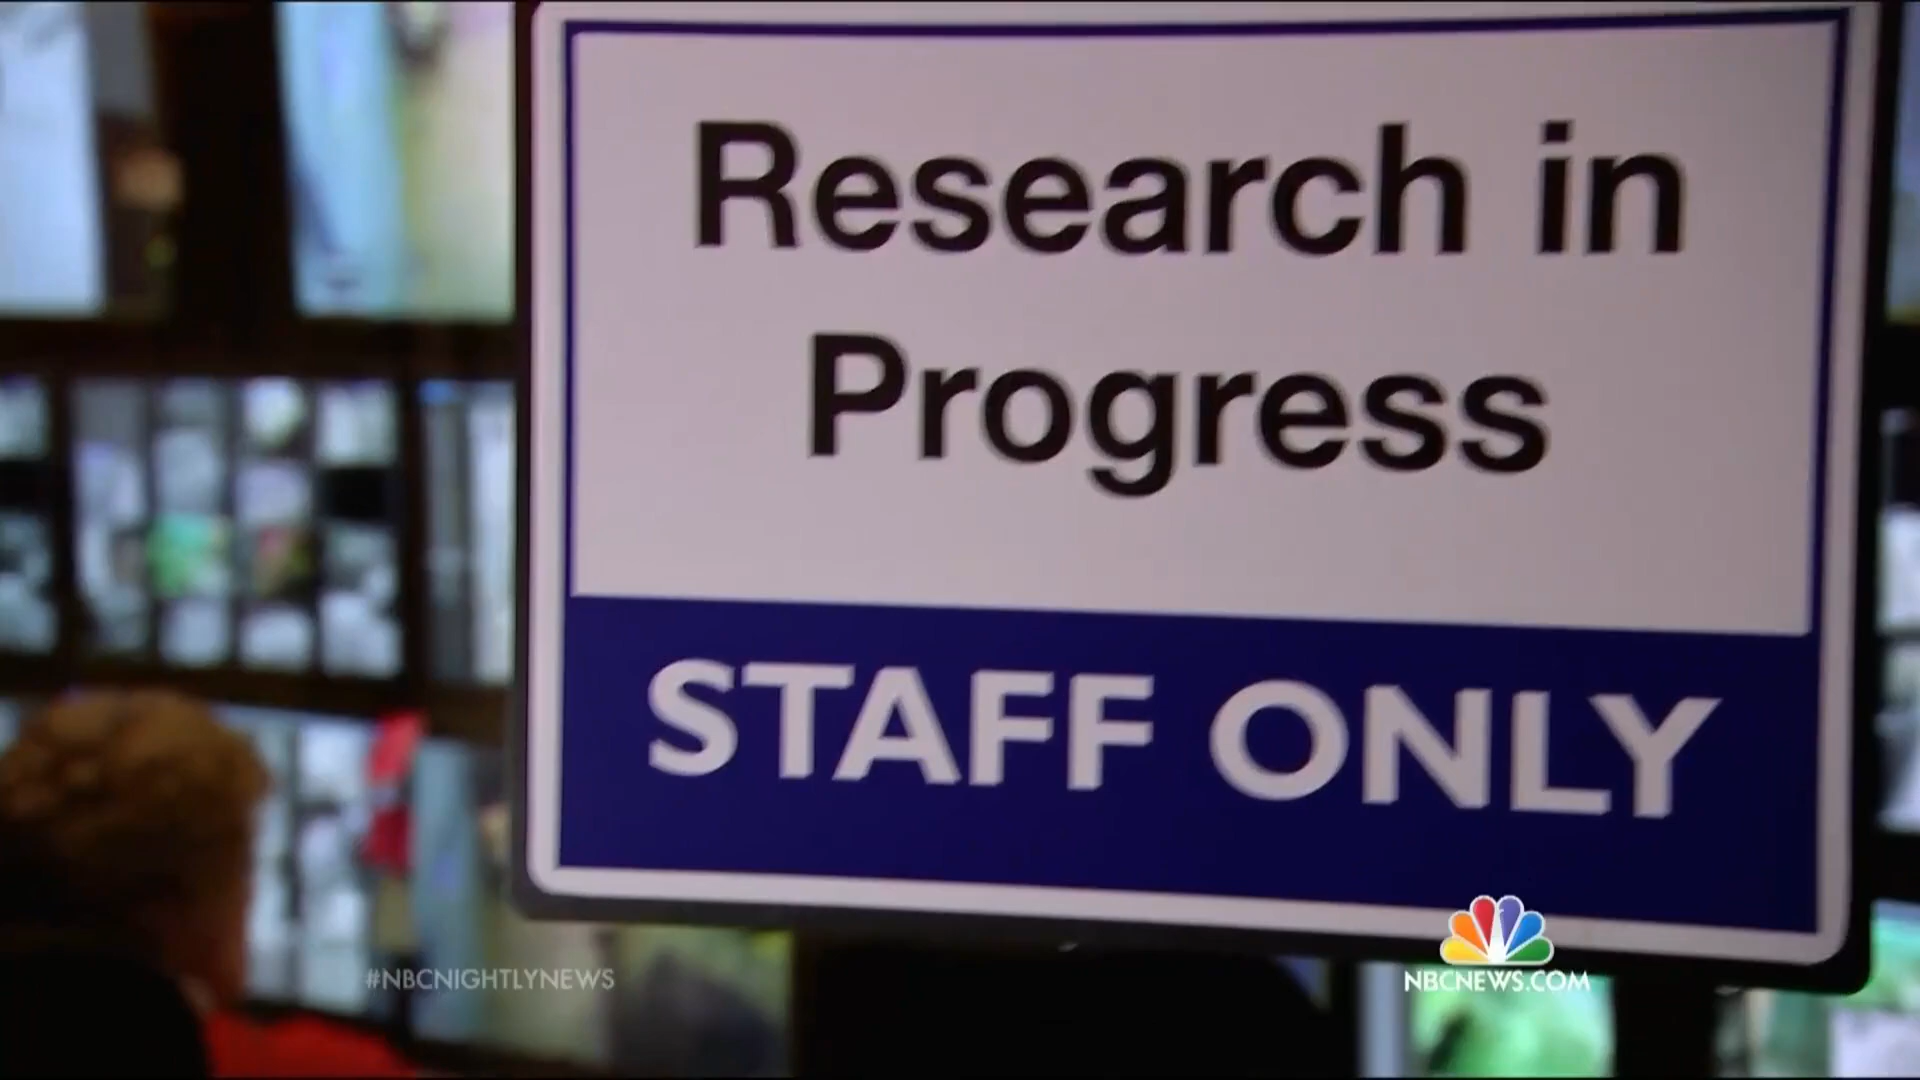 Research in
Progress
STAFF ONLY
#NBCNIGHTLYNEWS
NBCNEWS.COM